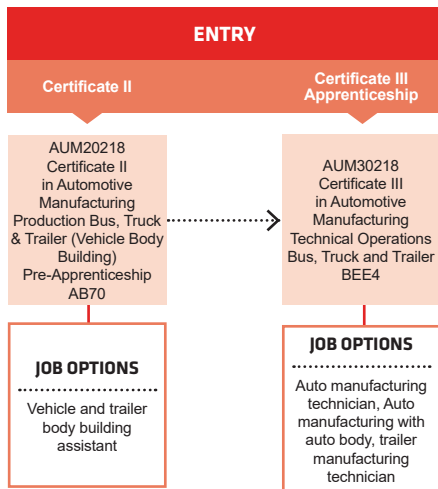 ENTRY
Certificate II
Certificate III
Apprenticeship
AUM20218
Certificate II
in Automotive
Manufacturing
Production Bus, Truck
& Trailer (Vehicle Body
Building)
Pre-Apprenticeship
AB70
AUM30218
Certificate III
in Automotive
Manufacturing
Technical Operations
Bus, Truck and Trailer
BEE4
JOB OPTIONS
Vehicle and trailer
body building
assistant
JOB OPTIONS
Auto manufacturing
technician, Auto
manufacturing with
auto body, trailer
manufacturing
technician